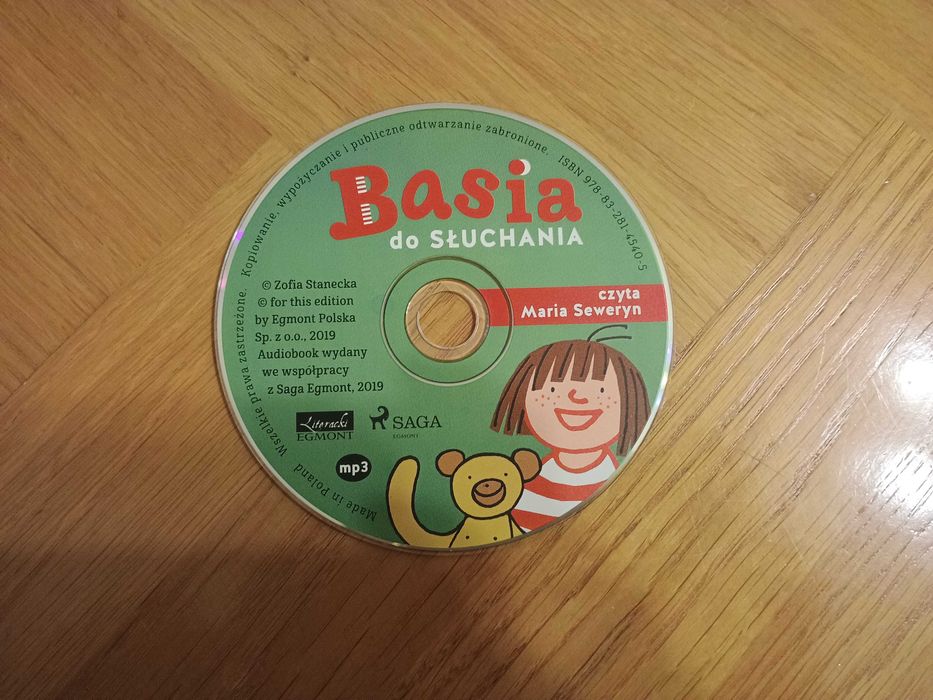 Wszelkie prawa zastrzeżone. Kopiowanie, wypożyczanie i publiczne odtwarzanie zabronione. ISBN 978-83-281-4540-5
Basia
do SŁUCHANIA
czyta
Maria Seweryn
© Zofia Stanecka
© for this edition
by Egmont Polska
Sp. z o.o., 2019
Audiobook wydany
we współpracy
z Saga Egmont, 2019
Literacki
EGMONT
SAGA
EGMONT
mp3
Made in Poland